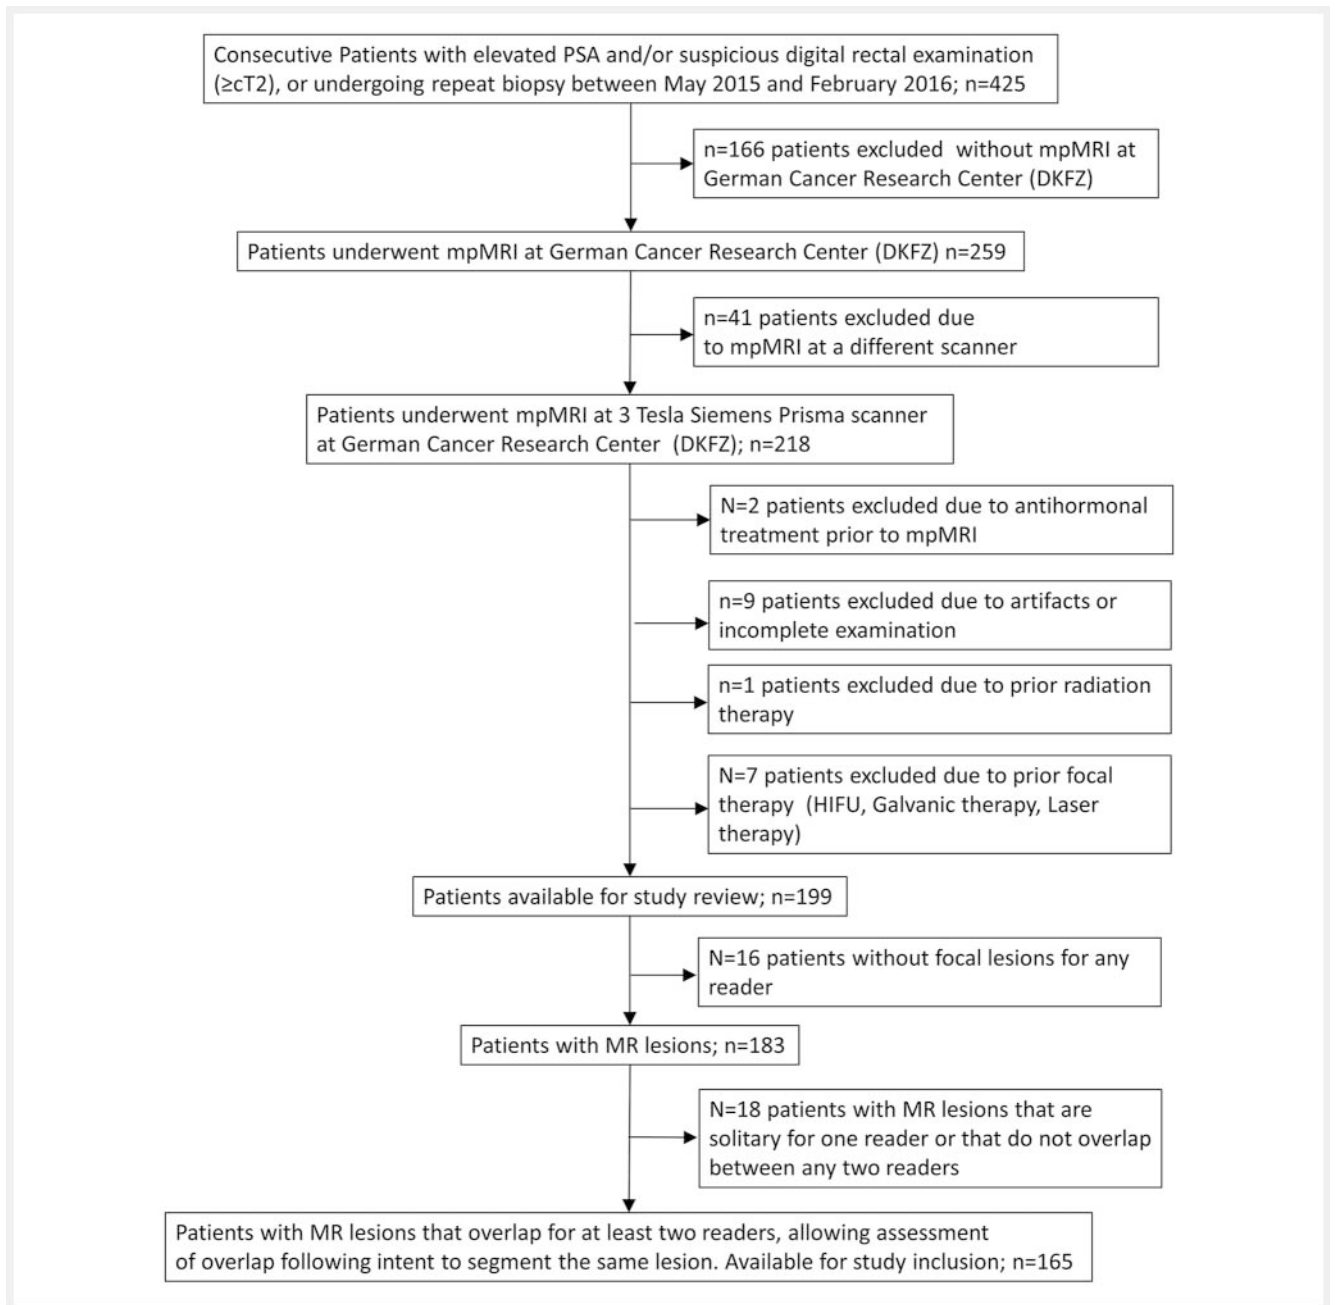 Consecutive Patients with elevated PSA and/or suspicious digital rectal examination
(≥cT2), or undergoing repeat biopsy between May 2015 and February 2016; n=425
n=166 patients excluded without mpMRI at
German Cancer Research Center (DKFZ)
Patients underwent mpMRI at German Cancer Research Center (DKFZ) n=259
n=41 patients excluded due
to mpMRI at a different scanner
Patients underwent mpMRI at 3 Tesla Siemens Prisma scanner
at German Cancer Research Center (DKFZ); n=218
N=2 patients excluded due to antihormonal
treatment prior to mpMRI
n=9 patients excluded due to artifacts or
incomplete examination
n=1 patients excluded due to prior radiation
therapy
N=7 patients excluded due to prior focal
therapy (HIFU, Galvanic therapy, Laser
therapy)
Patients available for study review; n=199
N=16 patients without focal lesions for any
reader
Patients with MR lesions; n=183
N=18 patients with MR lesions that are
solitary for one reader or that do not overlap
between any two readers
Patients with MR lesions that overlap for at least two readers, allowing assessment
of overlap following intent to segment the same lesion. Available for study inclusion; n=165